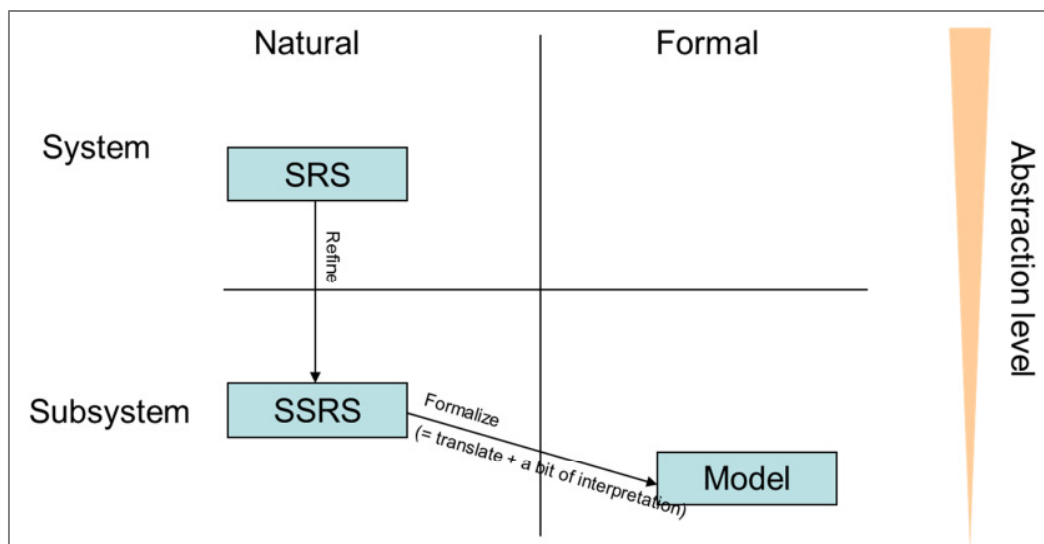 Natural
Formal
System
SRS
Refine
Abstraction level
Subsystem
SSRS
Formalize
(= translate + a bit of interpretation)
Model